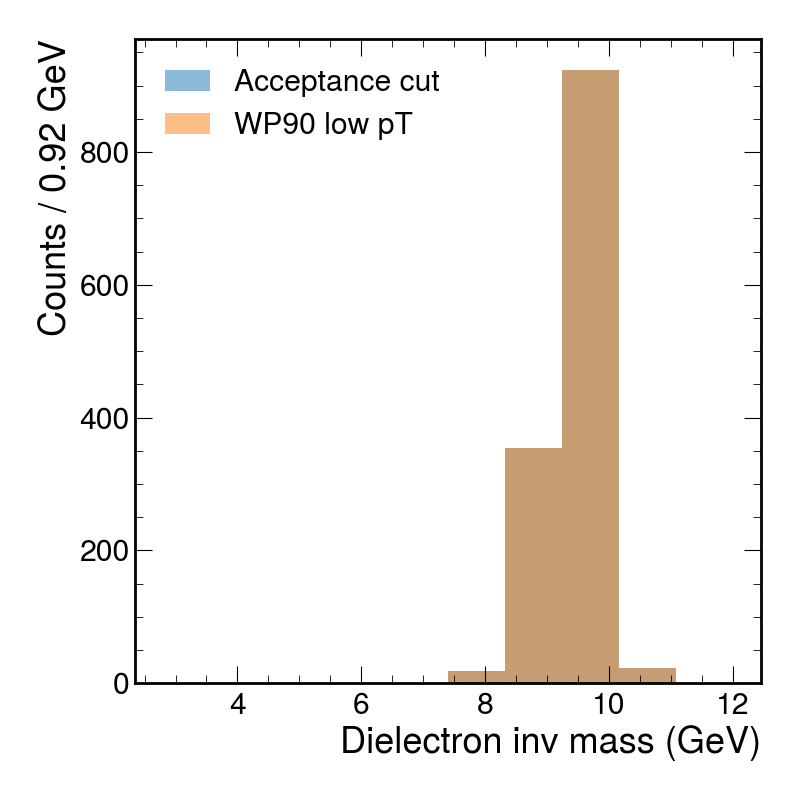 Counts / 0.92 GeV
Acceptance cut
WP90 low pT
800
600
400
200
0
4 6 8 10 12
Dielectron inv mass (GeV)